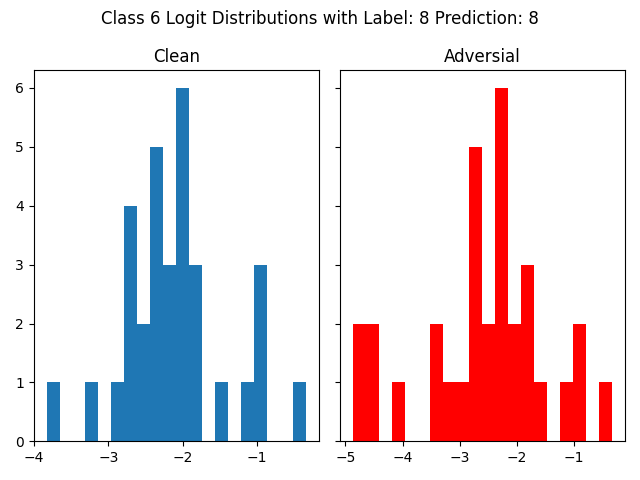 Class 6 Logit Distributions with Label: 8 Prediction: 8
Clean
Adversial
6
5
4
3
2
1
0
−4 −3 −2 −1
−5 −4 −3 −2 −1